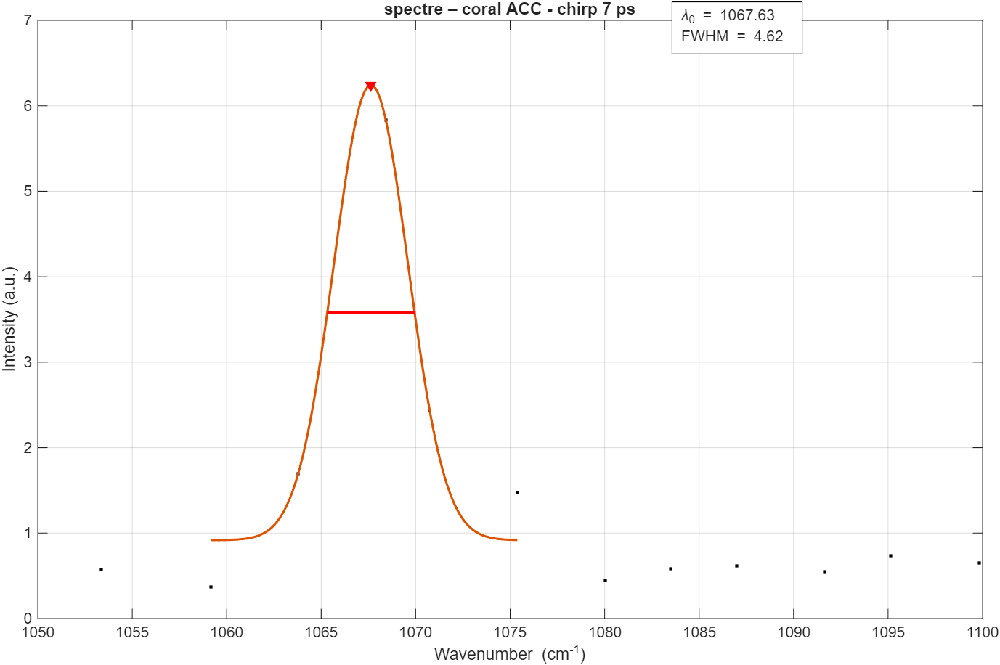 spectre – coral ACC - chirp 7 ps
λ0 = 1067.63
FWHM = 4.62
7
6
5
4
3
2
1
0
Intensity (a.u.)
1050 1055 1060 1065 1070 1075 1080 1085 1090 1095 1100
Wavenumber (cm-1)